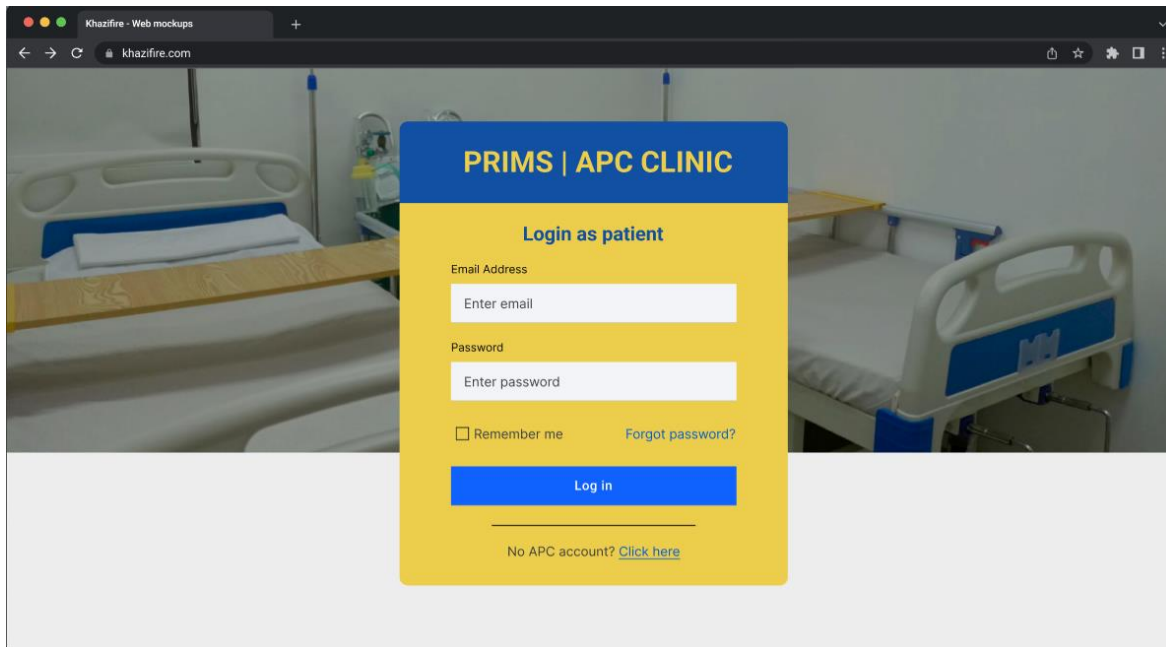 Khazifire - Web mockups
khazifire.com
PRIMS | APC CLINIC
Login as patient
Email Address
Enter email
Password
Enter password
Remember me Forgot password?
Log in
No APC account? Click here